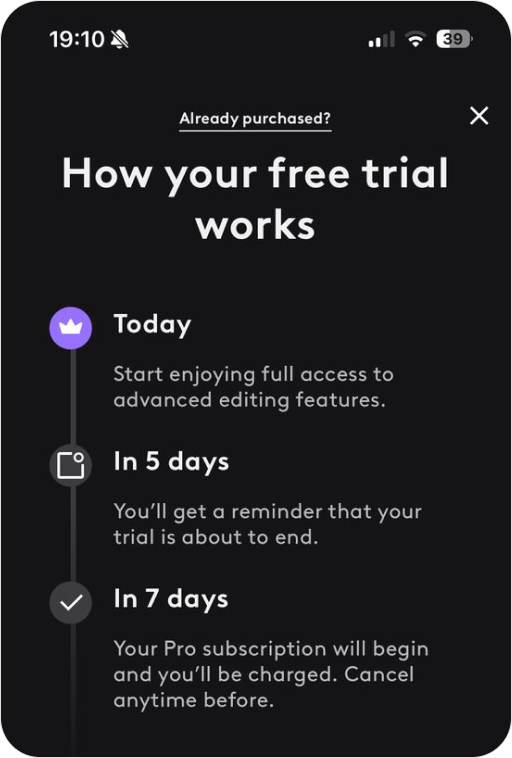 19:10
39
Already purchased?
How your free trial
works
Today
Start enjoying full access to
advanced editing features.
In 5 days
You’ll get a reminder that your
trial is about to end.
In 7 days
Your Pro subscription will begin
and you’ll be charged. Cancel
anytime before.